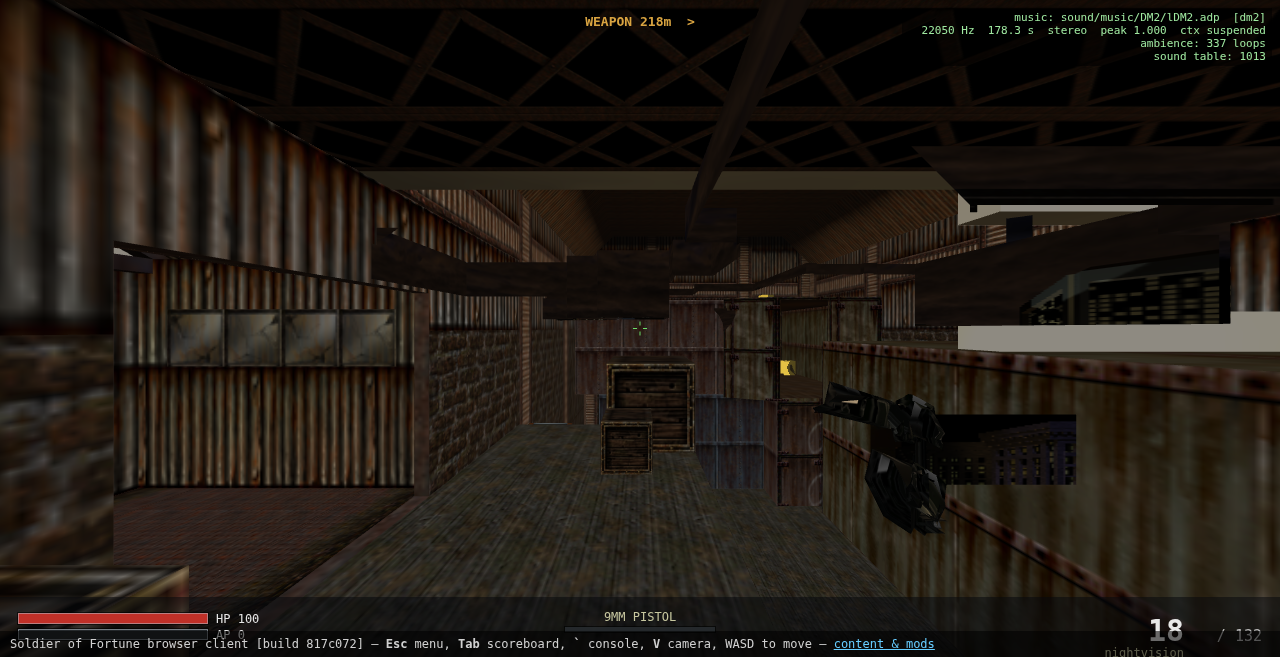 WEAPON 218m >
music: sound/music/DM2/lDM2.adp [dm2]
22050 Hz 178.3 s stereo peak 1.000 ctx suspended
ambience: 337 loops
sound table: 1013
HP 100
AP 0
9MM PISTOL
18 / 132
nightvision
Soldier of Fortune browser client [build 817c072] — Esc menu, Tab scoreboard, ` console, V camera, WASD to move — content & mods